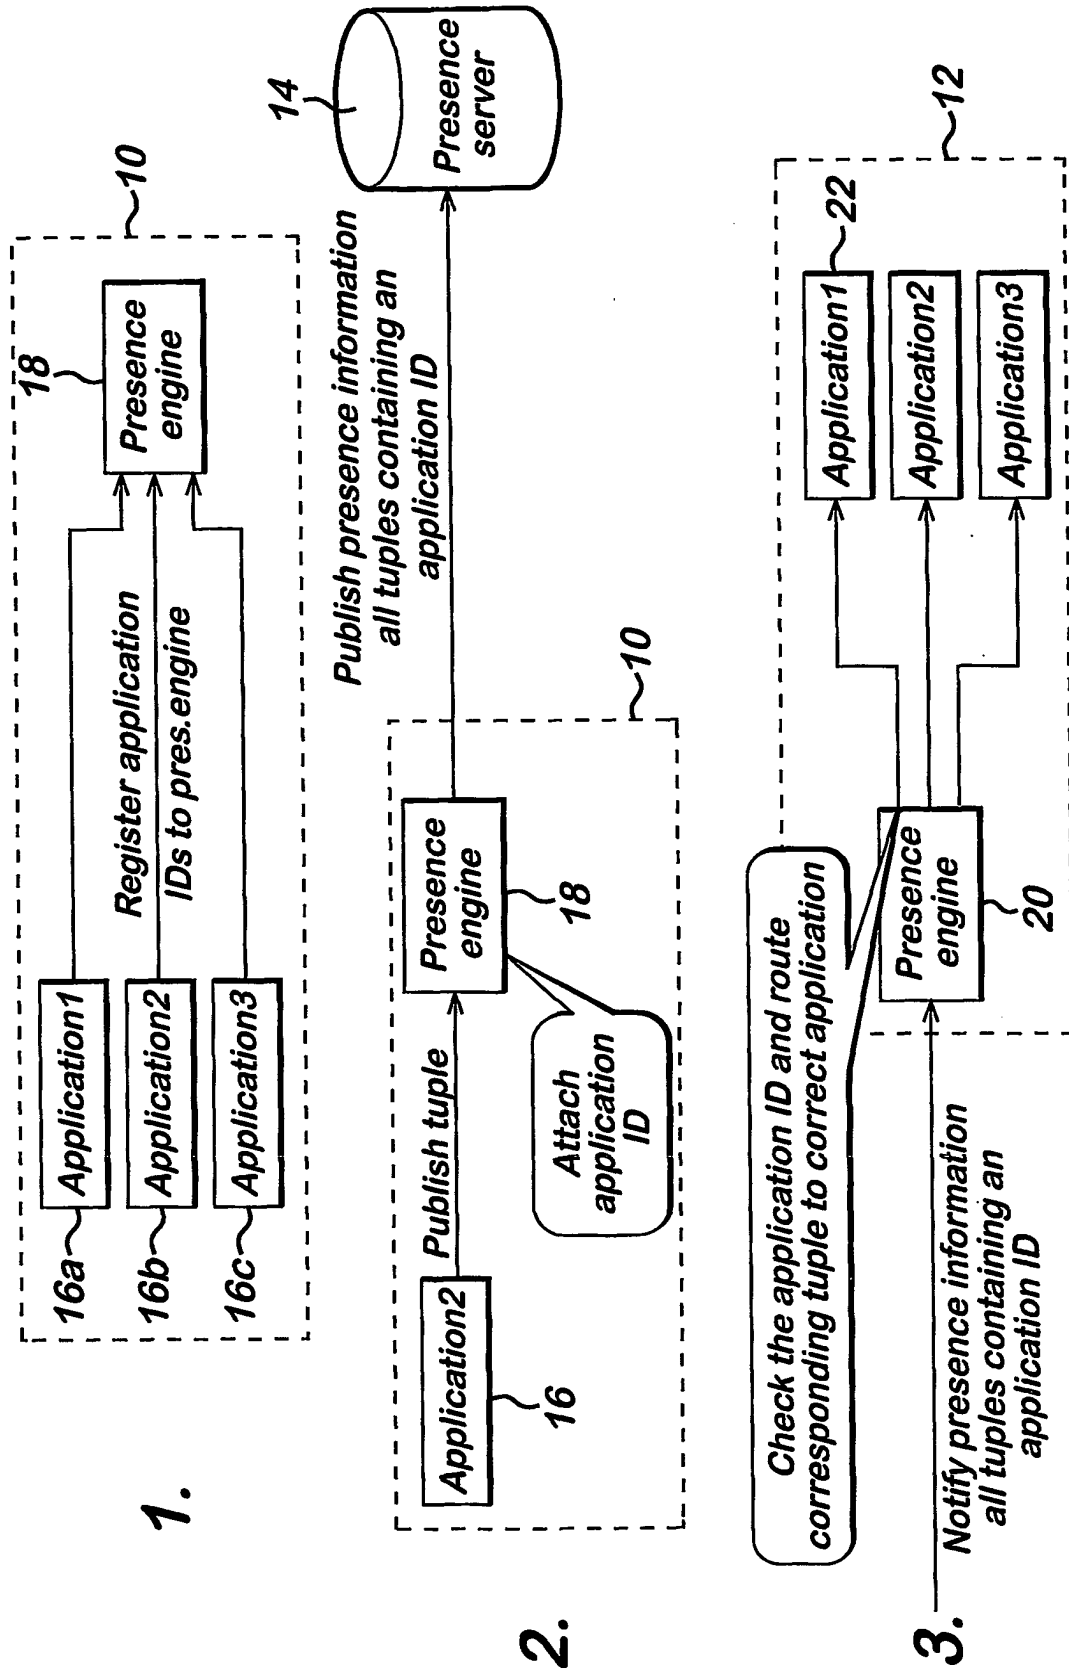 1.
10
16a
Application1
16b
Application2
16c
Application3
Register application
IDs to pres.engine
18
Presence
engine
2.
Application2
16
Publish tuple
Presence
engine
18
Attach
application
ID
10
Publish presence information
all tuples containing an
application ID
14
Presence
server
3.
Notify presence information
all tuples containing an
application ID
Check the application ID and route
corresponding tuple to correct application
Presence
engine
20
Application1
22
Application2
Application3
12